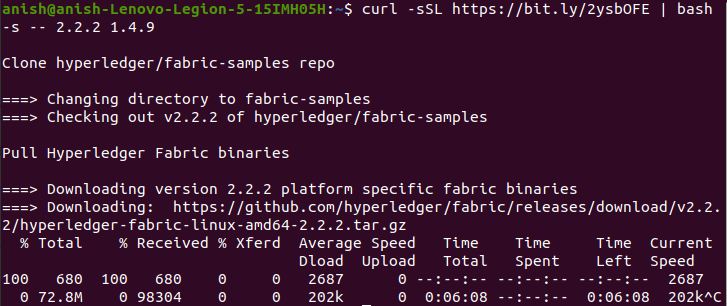 anish@anish-Lenovo-Legion-5-15IMH05H:~$ curl -sSL https://bit.ly/2ysbOFE | bash
-s -- 2.2.2 1.4.9
Clone hyperledger/fabric-samples repo
===> Changing directory to fabric-samples
===> Checking out v2.2.2 of hyperledger/fabric-samples
Pull Hyperledger Fabric binaries
===> Downloading version 2.2.2 platform specific fabric binaries
===> Downloading:  https://github.com/hyperledger/fabric/releases/download/v2.2.
2/hyperledger-fabric-linux-amd64-2.2.2.tar.gz
  % Total    % Received % Xferd  Average Speed   Time    Time     Time  Current
                                 Dload  Upload   Total   Spent    Left  Speed
100   680  100   680    0     0   2687      0 --:--:-- --:--:-- --:--:--  2687
  0 72.8M    0 98304    0     0   202k      0  0:06:08 --:--:--  0:06:08  202k^C